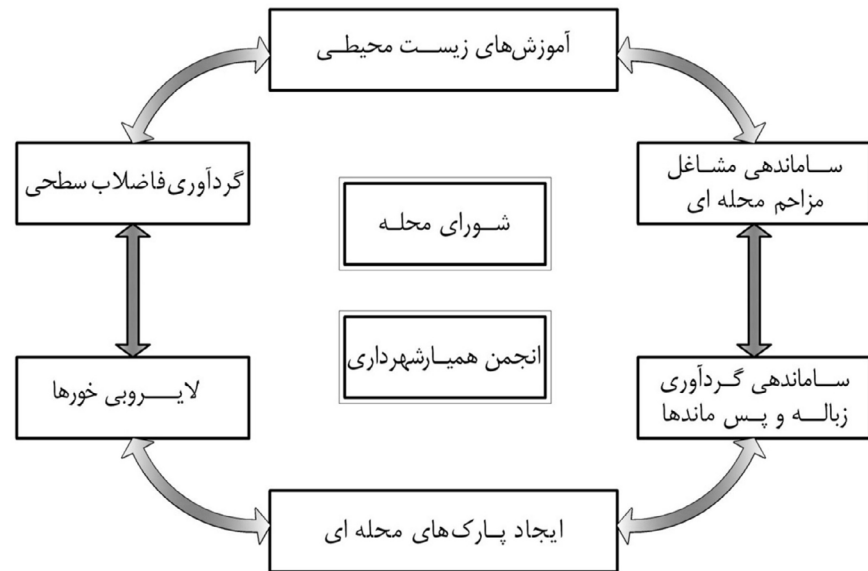 آموزش‌های زیست محیطی
ساماندهی مشاغل
مزاحم محله ای
گردآوری فاضلاب سطحی
شورای محله
انجمن همیارشهرداری
ساماندهی گردآوری
زباله و پس ماندها
لایروبی خورها
ایجاد پارک‌های محله ای